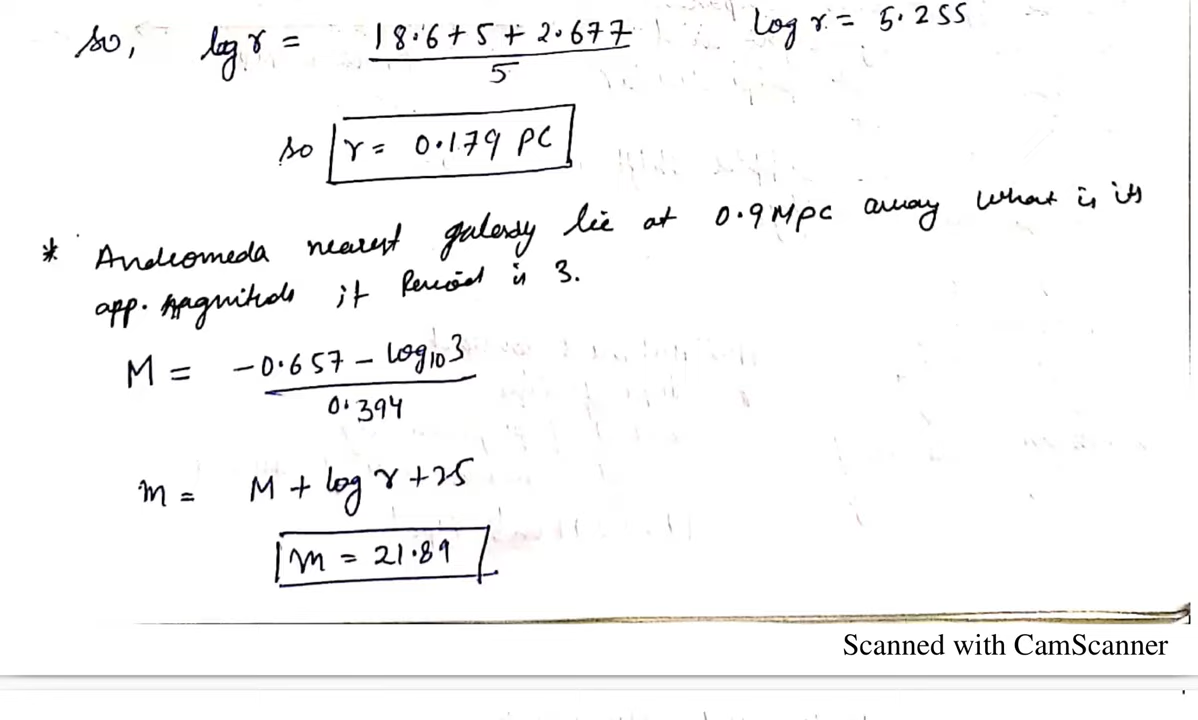 so, log r = 18.6 + 5 + 2.677 / 5 log r = 5.255
so r = 0.179 PC
* Andromeda nearest galaxy lie at 0.9 MPC away what is its
app. Magnitude it Period is 3.
M = -0.657 - log10 3 / 0.394
m = M + log r + 25
m = 21.89
Scanned with CamScanner